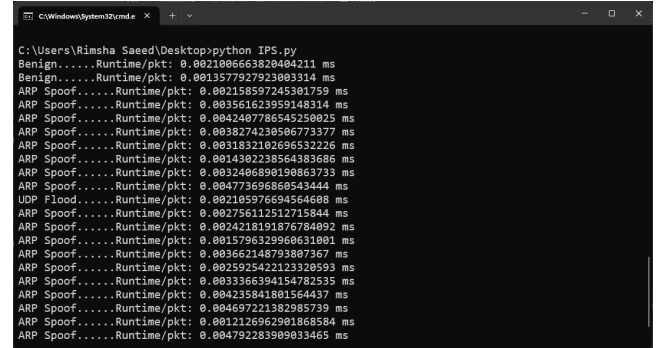 C:\Windows\System32\cmd.e
C:\Users\Rimsha Saeed\Desktop>python IPS.py
Benign......Runtime/pkt: 0.0021006663820404211 ms
Benign......Runtime/pkt: 0.0013577927923003314 ms
ARP Spoof......Runtime/pkt: 0.002158597245301759 ms
ARP Spoof......Runtime/pkt: 0.003561623959148314 ms
ARP Spoof......Runtime/pkt: 0.0042407786545250025 ms
ARP Spoof......Runtime/pkt: 0.0038274230506773377 ms
ARP Spoof......Runtime/pkt: 0.0031832102696532226 ms
ARP Spoof......Runtime/pkt: 0.0014302238564383686 ms
ARP Spoof......Runtime/pkt: 0.0032406890190863733 ms
ARP Spoof......Runtime/pkt: 0.004773696860543444 ms
UDP Flood......Runtime/pkt: 0.002105976694564608 ms
ARP Spoof......Runtime/pkt: 0.002756112512715844 ms
ARP Spoof......Runtime/pkt: 0.0024218191876784092 ms
ARP Spoof......Runtime/pkt: 0.0015796329960631001 ms
ARP Spoof......Runtime/pkt: 0.003662148793807367 ms
ARP Spoof......Runtime/pkt: 0.0025925422123320593 ms
ARP Spoof......Runtime/pkt: 0.0033366394154782535 ms
ARP Spoof......Runtime/pkt: 0.004235841801564437 ms
ARP Spoof......Runtime/pkt: 0.004697221382985739 ms
ARP Spoof......Runtime/pkt: 0.0012126962901868584 ms
ARP Spoof......Runtime/pkt: 0.004792283909033465 ms